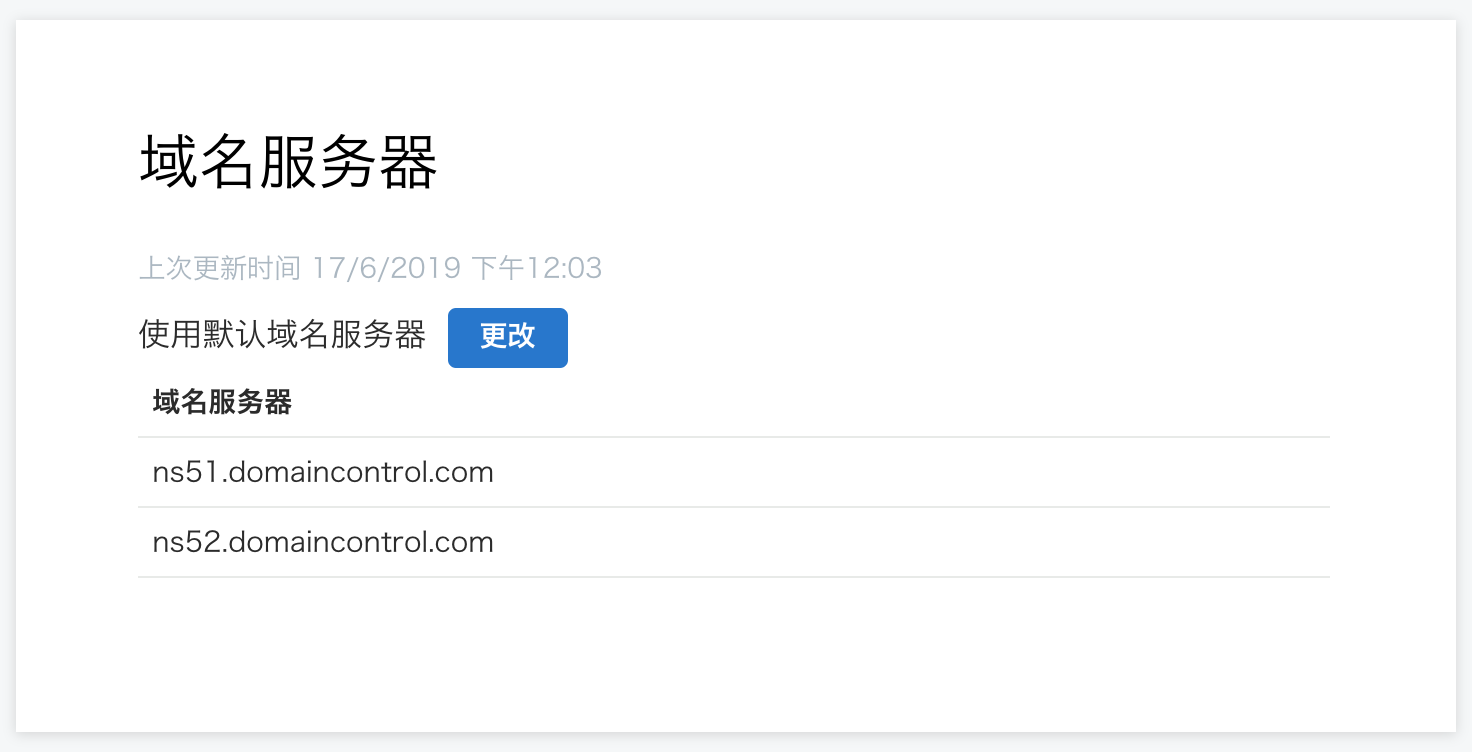 域名服务器
上次更新时间 17/6/2019 下午12:03
使用默认域名服务器 更改
域名服务器
ns51.domaincontrol.com
ns52.domaincontrol.com